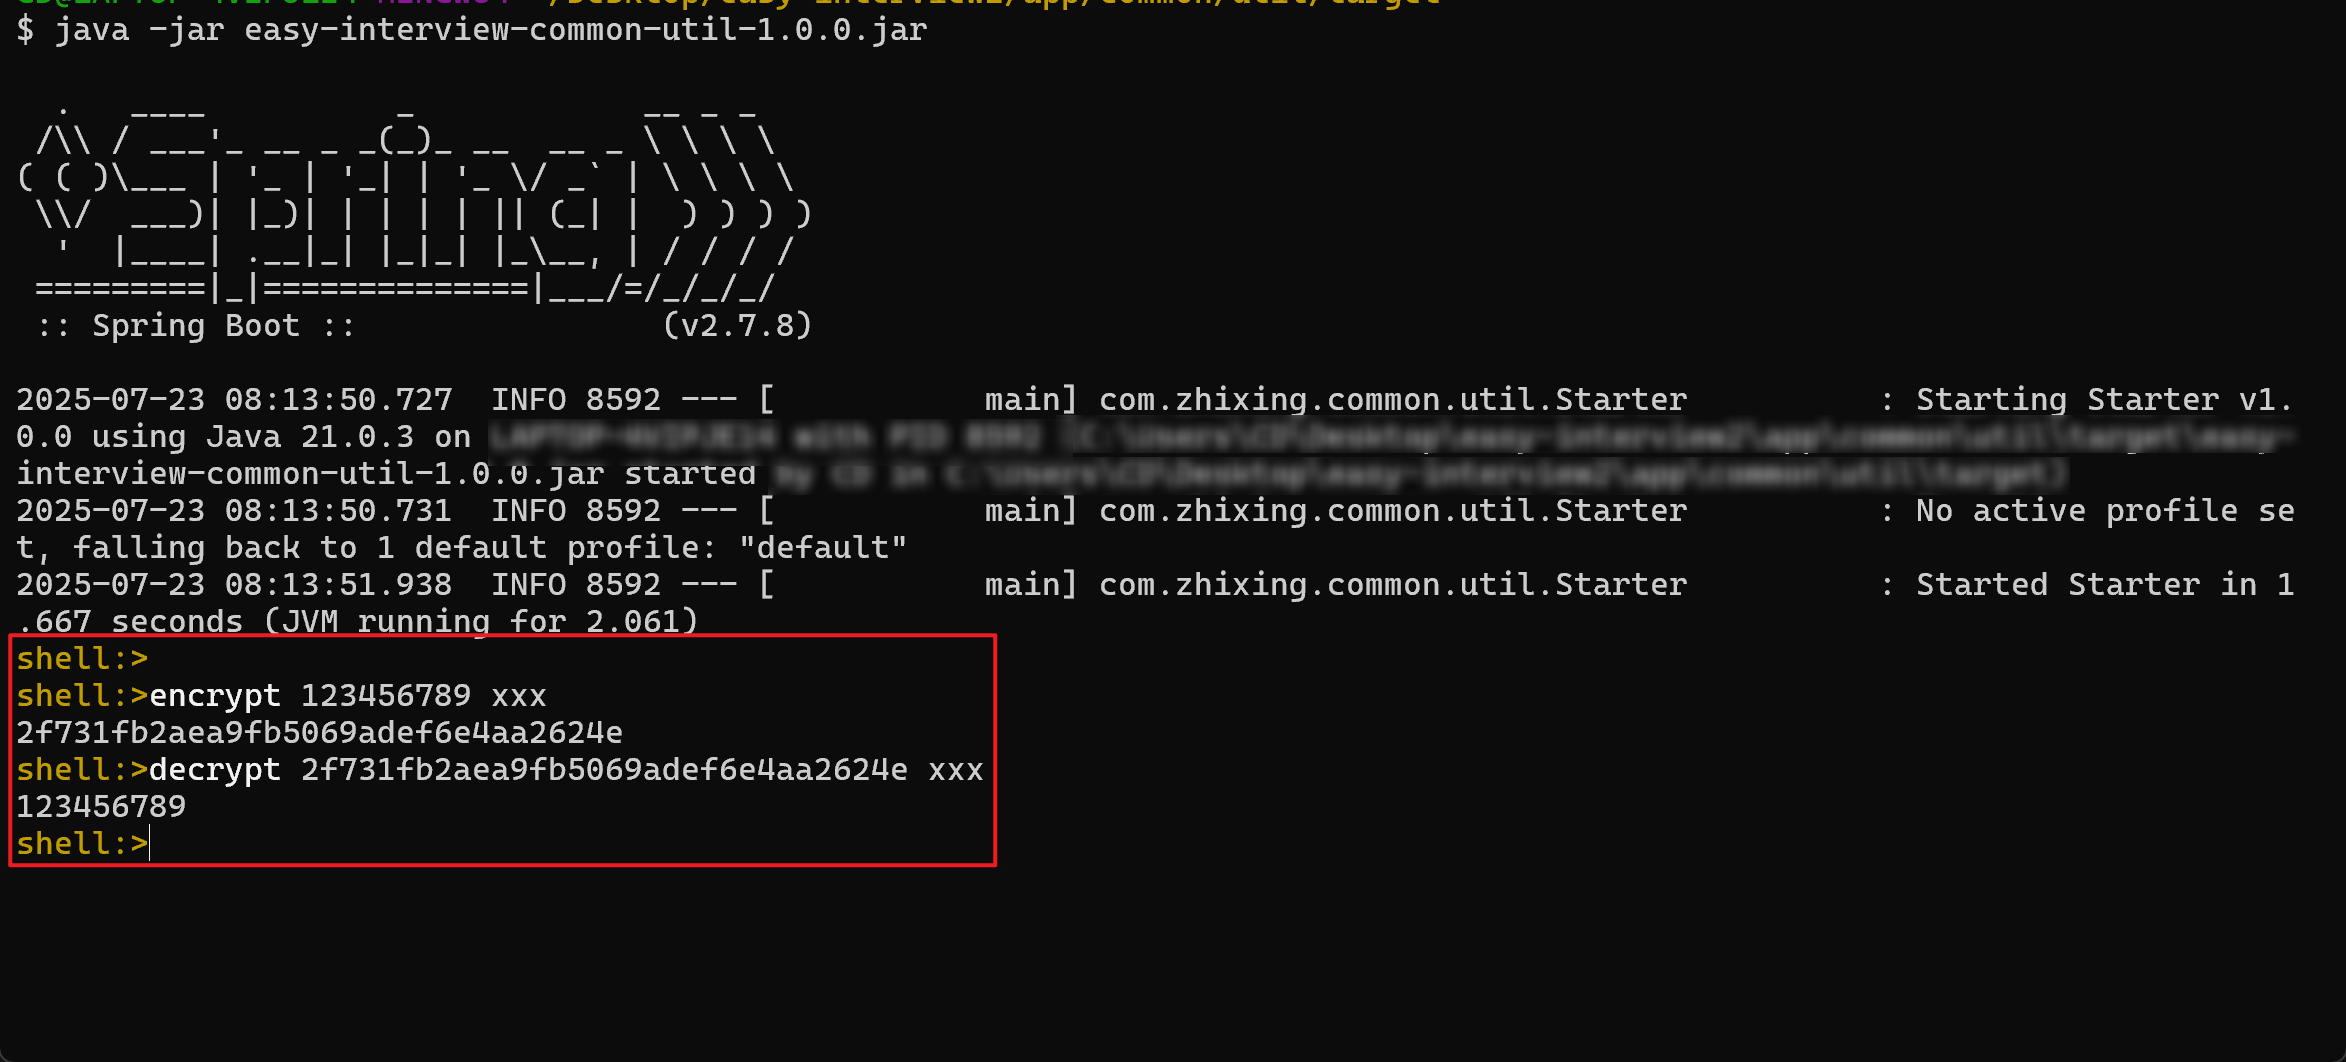 $ java -jar easy-interview-common-util-1.0.0.jar
  .   ____          _            __ _ _
 /\\ / ___'_ __ _ _(_)_ __  __ _ \ \ \ \
( ( )\___ | '_ | '_| | '_ \/ _` | \ \ \ \
 \\/  ___)| |_)| | | | | || (_| |  ) ) ) )
  '  |____| .__|_| |_|_| |_\__, | / / / /
 =========|_|==============|___/=/_/_/_/
 :: Spring Boot ::                (v2.7.8)
2025-07-23 08:13:50.727  INFO 8592 --- [           main] com.zhixing.common.util.Starter          : Starting Starter v1.
0.0 using Java 21.0.3 on
interview-common-util-1.0.0.jar started
2025-07-23 08:13:50.731  INFO 8592 --- [           main] com.zhixing.common.util.Starter          : No active profile se
t, falling back to 1 default profile: "default"
2025-07-23 08:13:51.938  INFO 8592 --- [           main] com.zhixing.common.util.Starter          : Started Starter in 1
.667 seconds (JVM running for 2.061)
shell:>
shell:>encrypt 123456789 xxx
2f731fb2aea9fb5069adef6e4aa2624e
shell:>decrypt 2f731fb2aea9fb5069adef6e4aa2624e xxx
123456789
shell:>